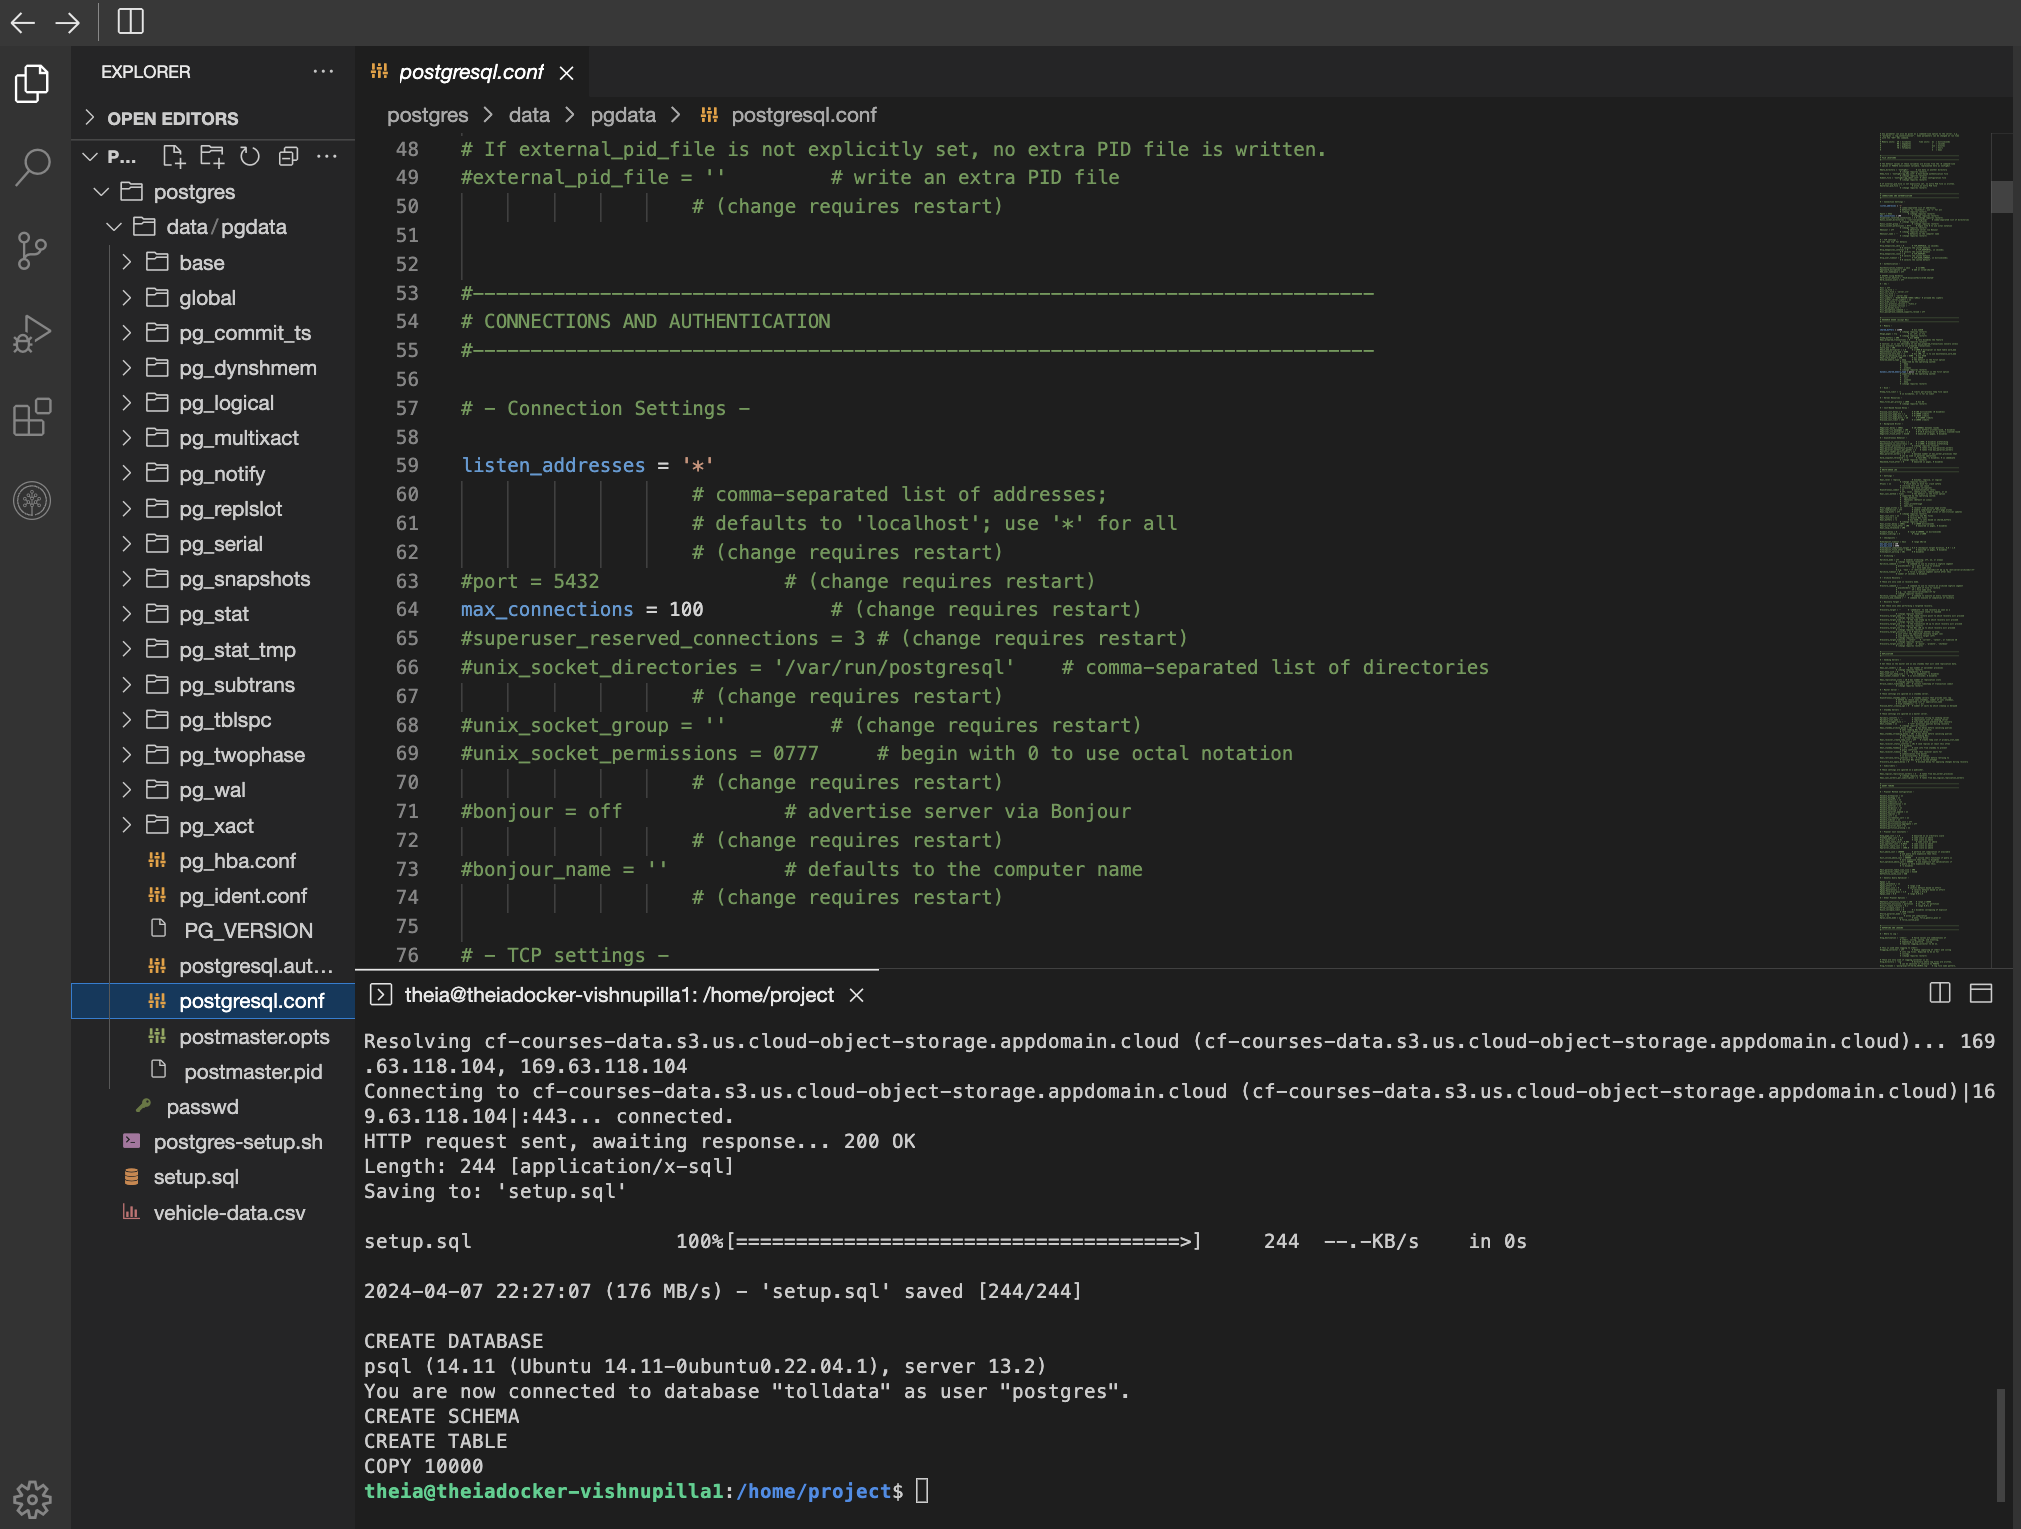 EXPLORER
OPEN EDITORS
P...
postgres
data/pgdata
base
global
pg_commit_ts
pg_dynshmem
pg_logical
pg_multixact
pg_notify
pg_replslot
pg_serial
pg_snapshots
pg_stat
pg_stat_tmp
pg_subtrans
pg_tblspc
pg_twophase
pg_wal
pg_xact
pg_hba.conf
pg_ident.conf
PG_VERSION
postgresql.aut...
postgresql.conf
postmaster.opts
postmaster.pid
passwd
postgres-setup.sh
setup.sql
vehicle-data.csv
postgresql.conf
postgres > data > pgdata > postgresql.conf
48 # If external_pid_file is not explicitly set, no extra PID file is written.
49 #external_pid_file = '' # write an extra PID file
50 # (change requires restart)
51
52
53 #------------------------------------------------------------------------------
54 # CONNECTIONS AND AUTHENTICATION
55 #------------------------------------------------------------------------------
56
57 # - Connection Settings -
58
59 listen_addresses = '*'
60 # comma-separated list of addresses;
61 # defaults to 'localhost'; use '*' for all
62 # (change requires restart)
63 #port = 5432 # (change requires restart)
64 max_connections = 100 # (change requires restart)
65 #superuser_reserved_connections = 3 # (change requires restart)
66 #unix_socket_directories = '/var/run/postgresql' # comma-separated list of directories
67 # (change requires restart)
68 #unix_socket_group = '' # (change requires restart)
69 #unix_socket_permissions = 0777 # begin with 0 to use octal notation
70 # (change requires restart)
71 #bonjour = off # advertise server via Bonjour
72 # (change requires restart)
73 #bonjour_name = '' # defaults to the computer name
74 # (change requires restart)
75
76 # - TCP settings -
theia@theiadocker-vishnupilla1: /home/project
Resolving cf-courses-data.s3.us.cloud-object-storage.appdomain.cloud (cf-courses-data.s3.us.cloud-object-storage.appdomain.cloud)... 169
.63.118.104, 169.63.118.104
Connecting to cf-courses-data.s3.us.cloud-object-storage.appdomain.cloud (cf-courses-data.s3.us.cloud-object-storage.appdomain.cloud)|16
9.63.118.104|:443... connected.
HTTP request sent, awaiting response... 200 OK
Length: 244 [application/x-sql]
Saving to: 'setup.sql'
setup.sql 100%[=====================================>] 244 --.-KB/s in 0s
2024-04-07 22:27:07 (176 MB/s) - 'setup.sql' saved [244/244]
CREATE DATABASE
psql (14.11 (Ubuntu 14.11-0ubuntu0.22.04.1), server 13.2)
You are now connected to database "tolldata" as user "postgres".
CREATE SCHEMA
CREATE TABLE
COPY 10000
theia@theiadocker-vishnupilla1:/home/project$